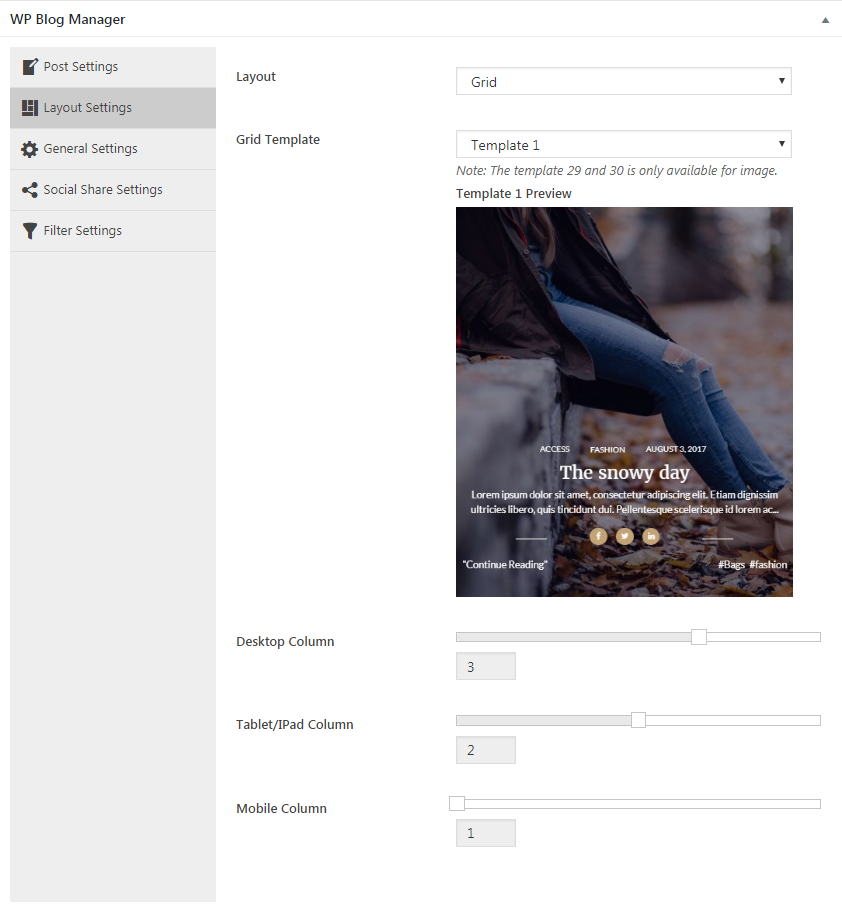 WP Blog Manager
Post Settings
Layout Settings
General Settings
Social Share Settings
Filter Settings
Layout
Grid
Grid Template
Template 1
Note: The template 29 and 30 is only available for image.
Template 1 Preview
ACCESS FASHION AUGUST 3, 2017
The snowy day
Lorem ipsum dolor sit amet, consectetur adipiscing elit. Etiam dignissim
ultricies libero, quis tincidunt dui. Pellentesque scelerisque id lorem ac...
"Continue Reading" #Bags #fashion
Desktop Column
3
Tablet/IPad Column
2
Mobile Column
1